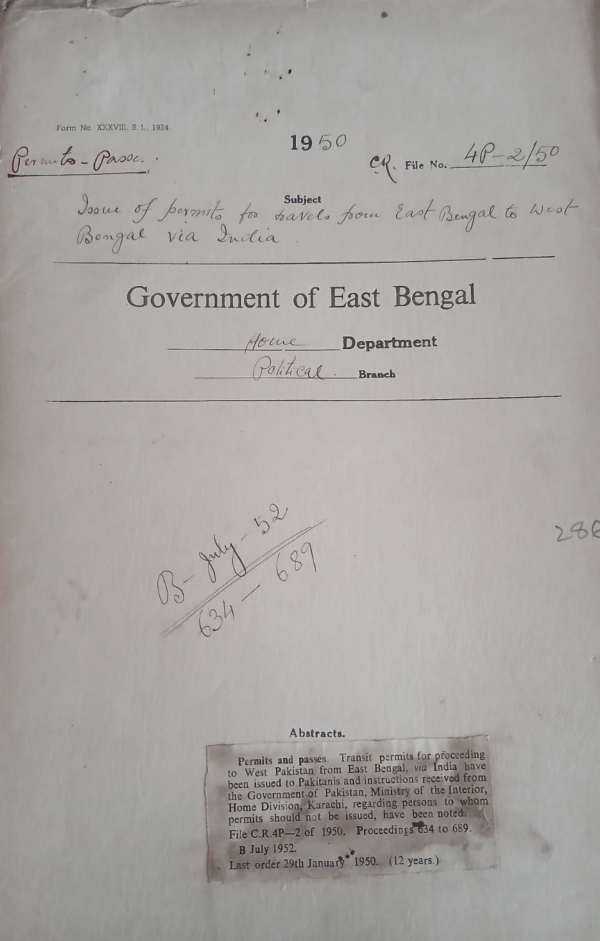 Form No. XXXVIII, S. I., 1934.
1950
Permits - Passes.
C.R. File No. 4P-2/50
Subject
Issue of permits for travels from East Bengal to West
Bengal via India.
Government of East Bengal
Home Department
Political. Branch
B- July - 52
634 - 689
286
Abstracts.
Permits and passes. Transit permits for proceeding
to West Pakistan from East Bengal, via India have
been issued to Pakitanis and instructions received from
the Government of Pakistan, Ministry of the Interior,
Home Division, Karachi, regarding persons to whom
permits should not be issued, have been noted.
File C.R.4P—2 of 1950. Proceedings 634 to 689.
B July 1952.
Last order 29th January 1950. (12 years.)